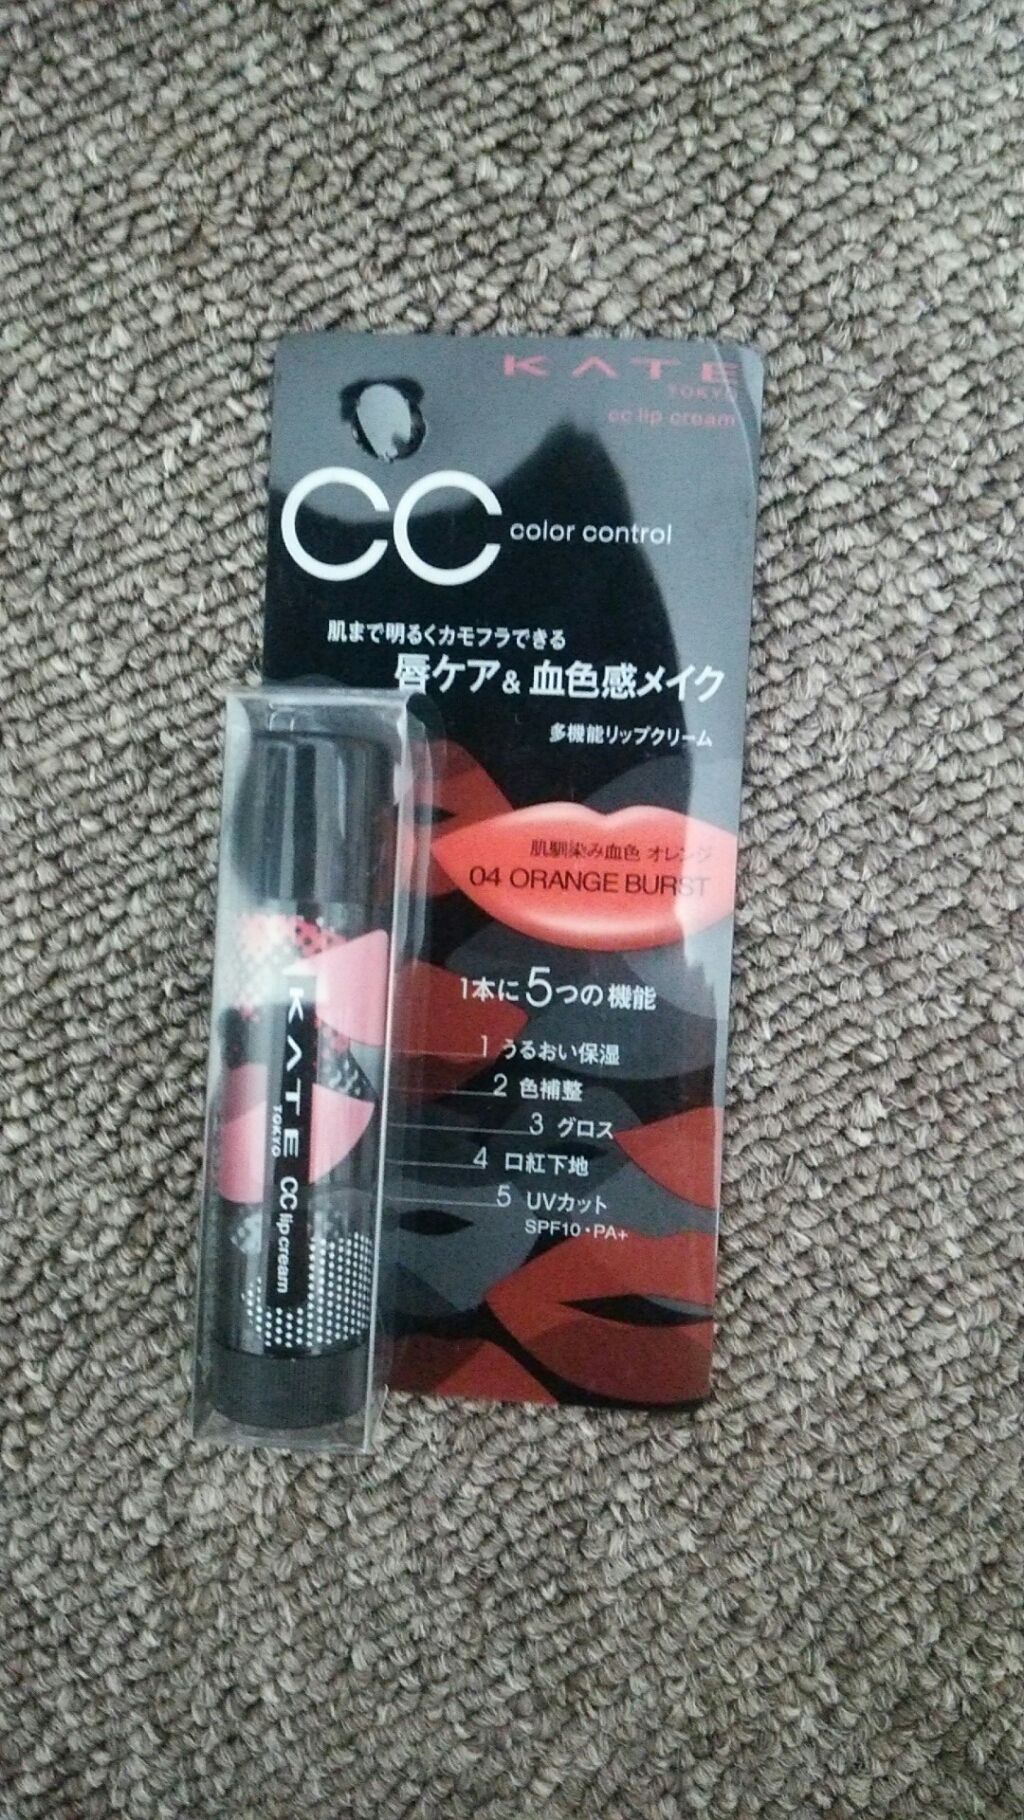 KATE
TOKYO
cc lip cream
CC color control
肌まで明るくカモフラできる
唇ケア&血色感メイク
多機能リップクリーム
肌馴染み血色 オレンジ
04 ORANGE BURST
1本に5つの機能
1 うるおい保湿
2 色補整
3 グロス
4 口紅下地
5 UVカット
SPF10・PA+
KATE
TOKYO
CC lip cream